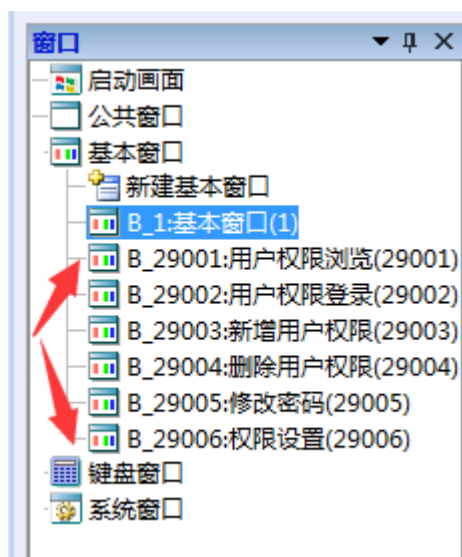 窗口
启动画面
公共窗口
基本窗口
新建基本窗口
B_1:基本窗口(1)
B_29001:用户权限浏览(29001)
B_29002:用户权限登录(29002)
B_29003:新增用户权限(29003)
B_29004:删除用户权限(29004)
B_29005:修改密码(29005)
B_29006:权限设置(29006)
键盘窗口
系统窗口